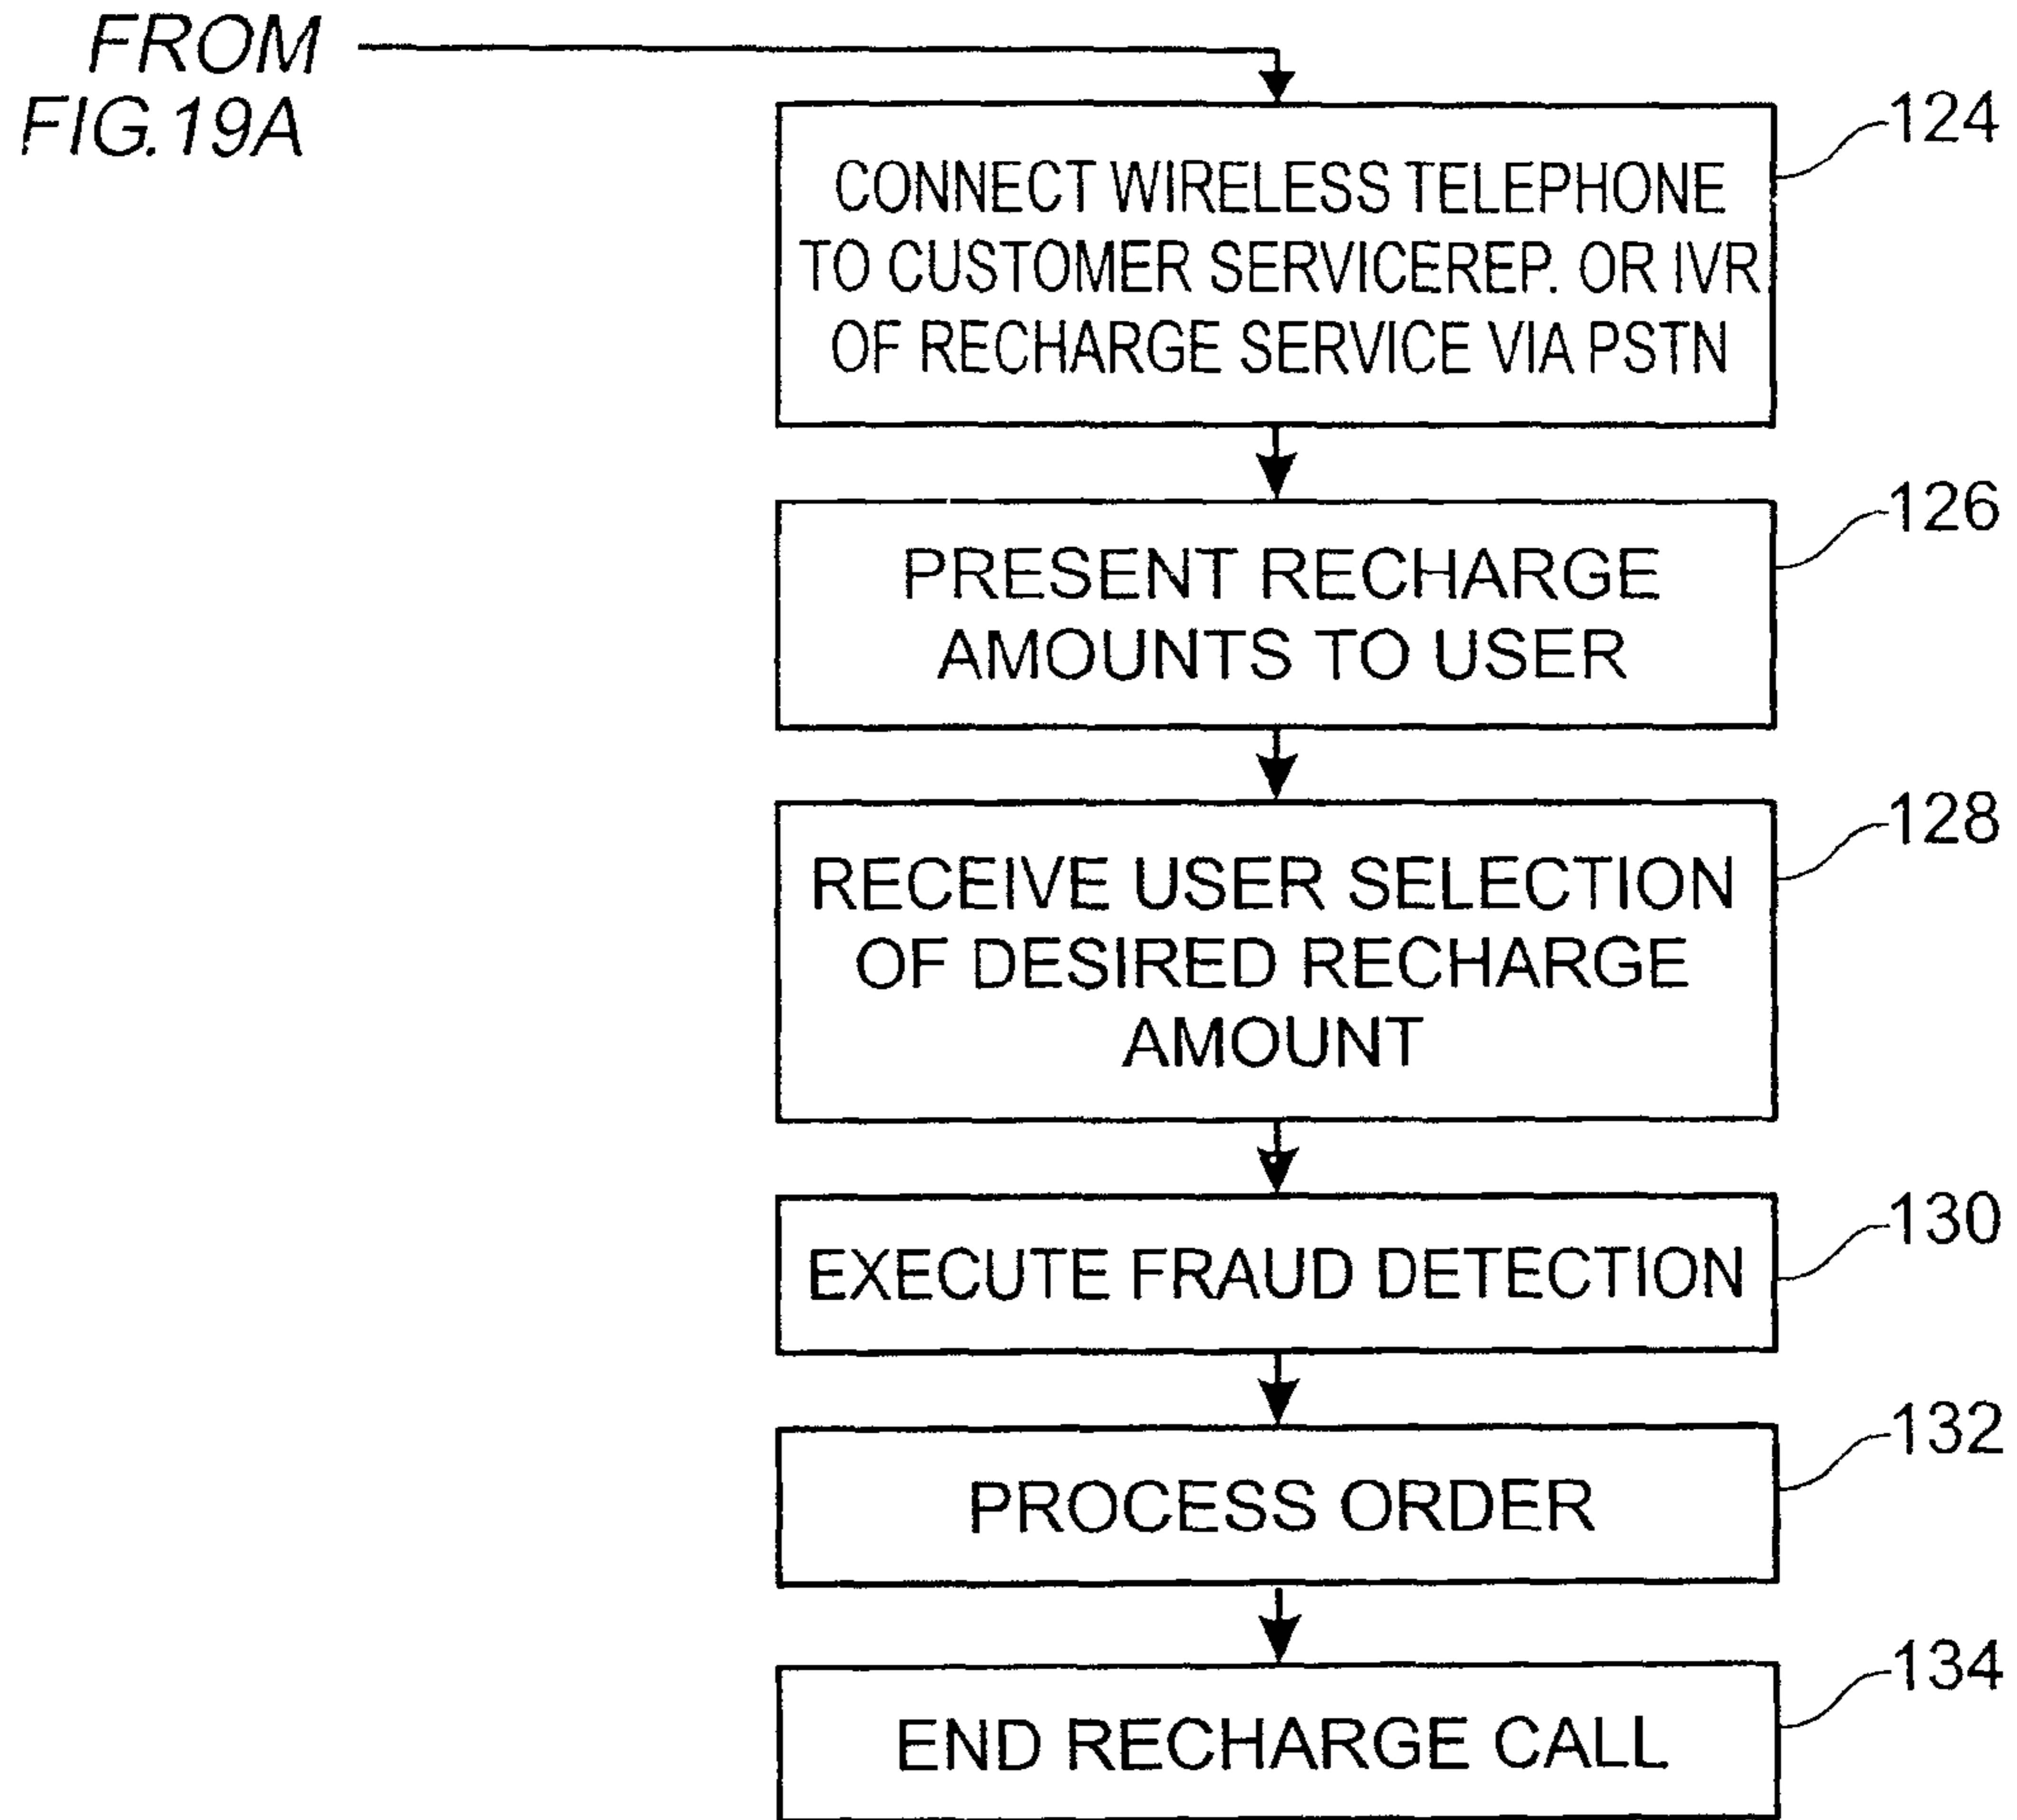 FROM
FIG.19A
124
CONNECT WIRELESS TELEPHONE
TO CUSTOMER SERVICEREP. OR IVR
OF RECHARGE SERVICE VIA PSTN
126
PRESENT RECHARGE
AMOUNTS TO USER
128
RECEIVE USER SELECTION
OF DESIRED RECHARGE
AMOUNT
130
EXECUTE FRAUD DETECTION
132
PROCESS ORDER
134
END RECHARGE CALL